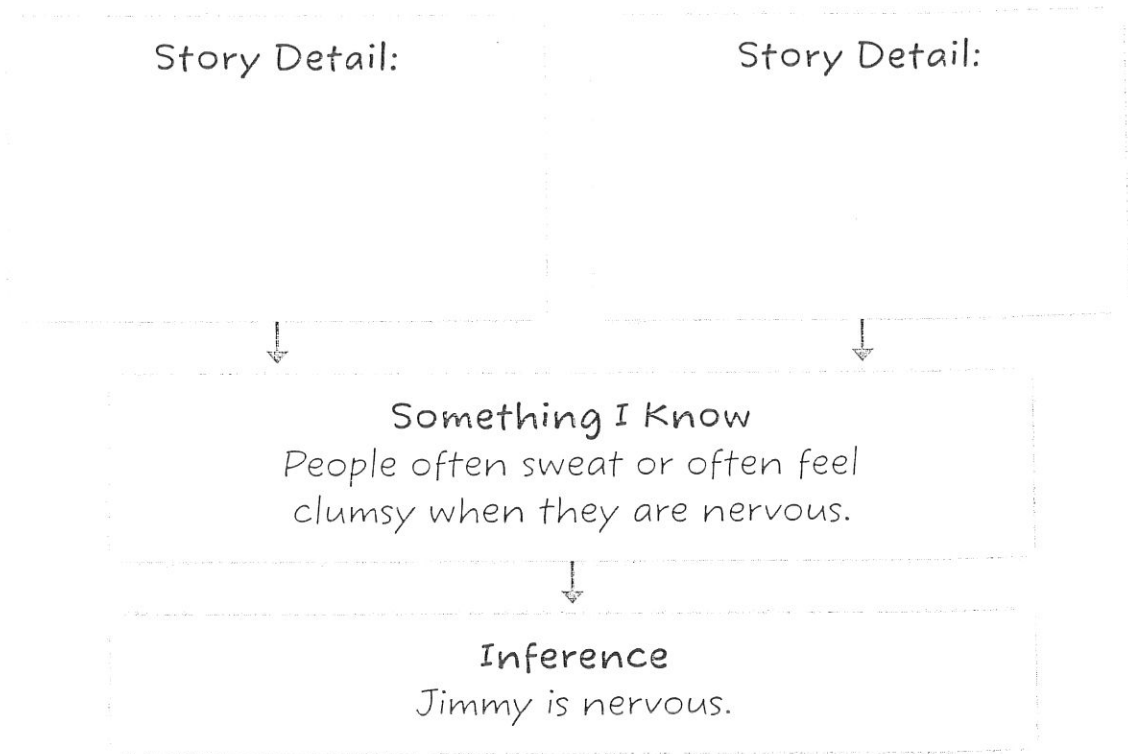 Story Detail:
Story Detail:
Something I Know
People often sweat or often feel
clumsy when they are nervous.
Inference
Jimmy is nervous.